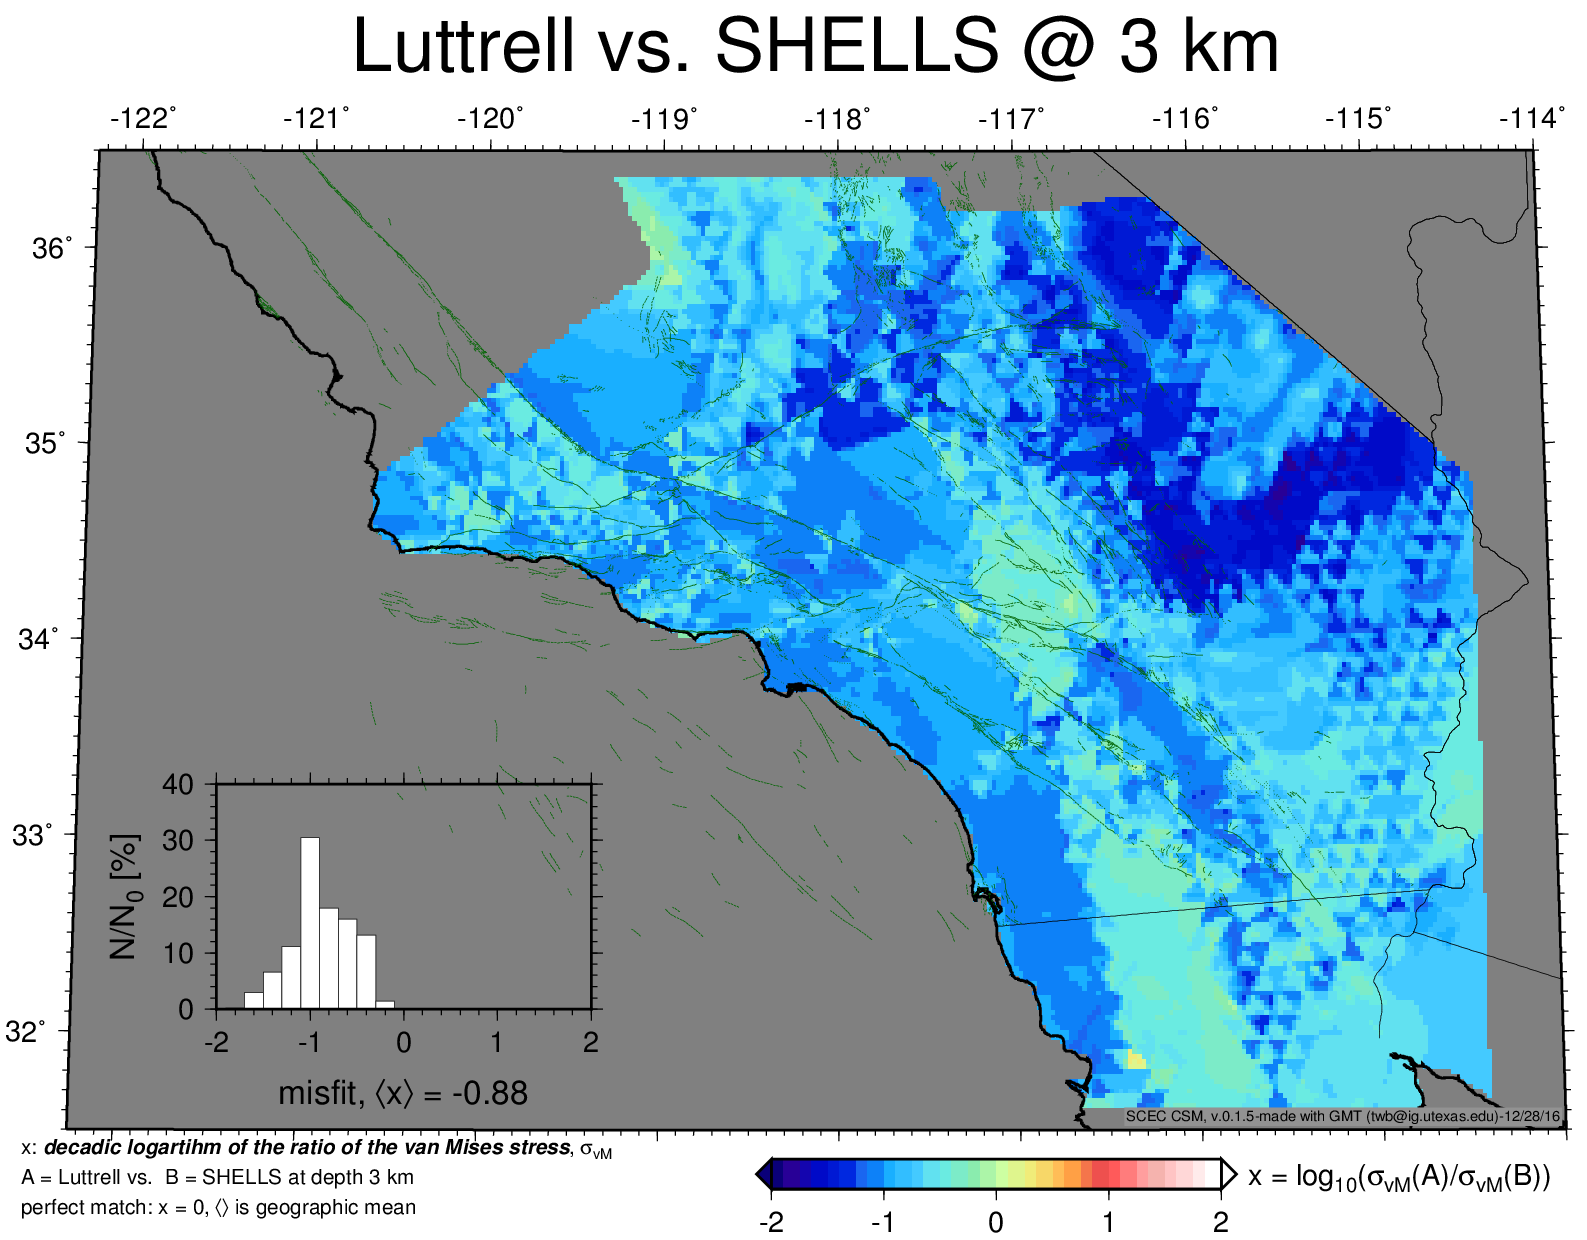 Luttrell vs. SHELLS @ 3 km
-122˚ -121˚ -120˚ -119˚ -118˚ -117˚ -116˚ -115˚ -114˚
36˚
35˚
34˚
33˚
32˚
40
30
20
10
0
N/N0 [%]
-2 -1 0 1 2
misfit, ⟨x⟩ = -0.88
SCEC CSM, v.0.1.5-made with GMT (twb@ig.utexas.edu)-12/28/16
x: decadic logartihm of the ratio of the van Mises stress, σvM
A = Luttrell vs. B = SHELLS at depth 3 km
perfect match: x = 0, ⟨⟩ is geographic mean
x = log10(σvM(A)/σvM(B))
-2 -1 0 1 2